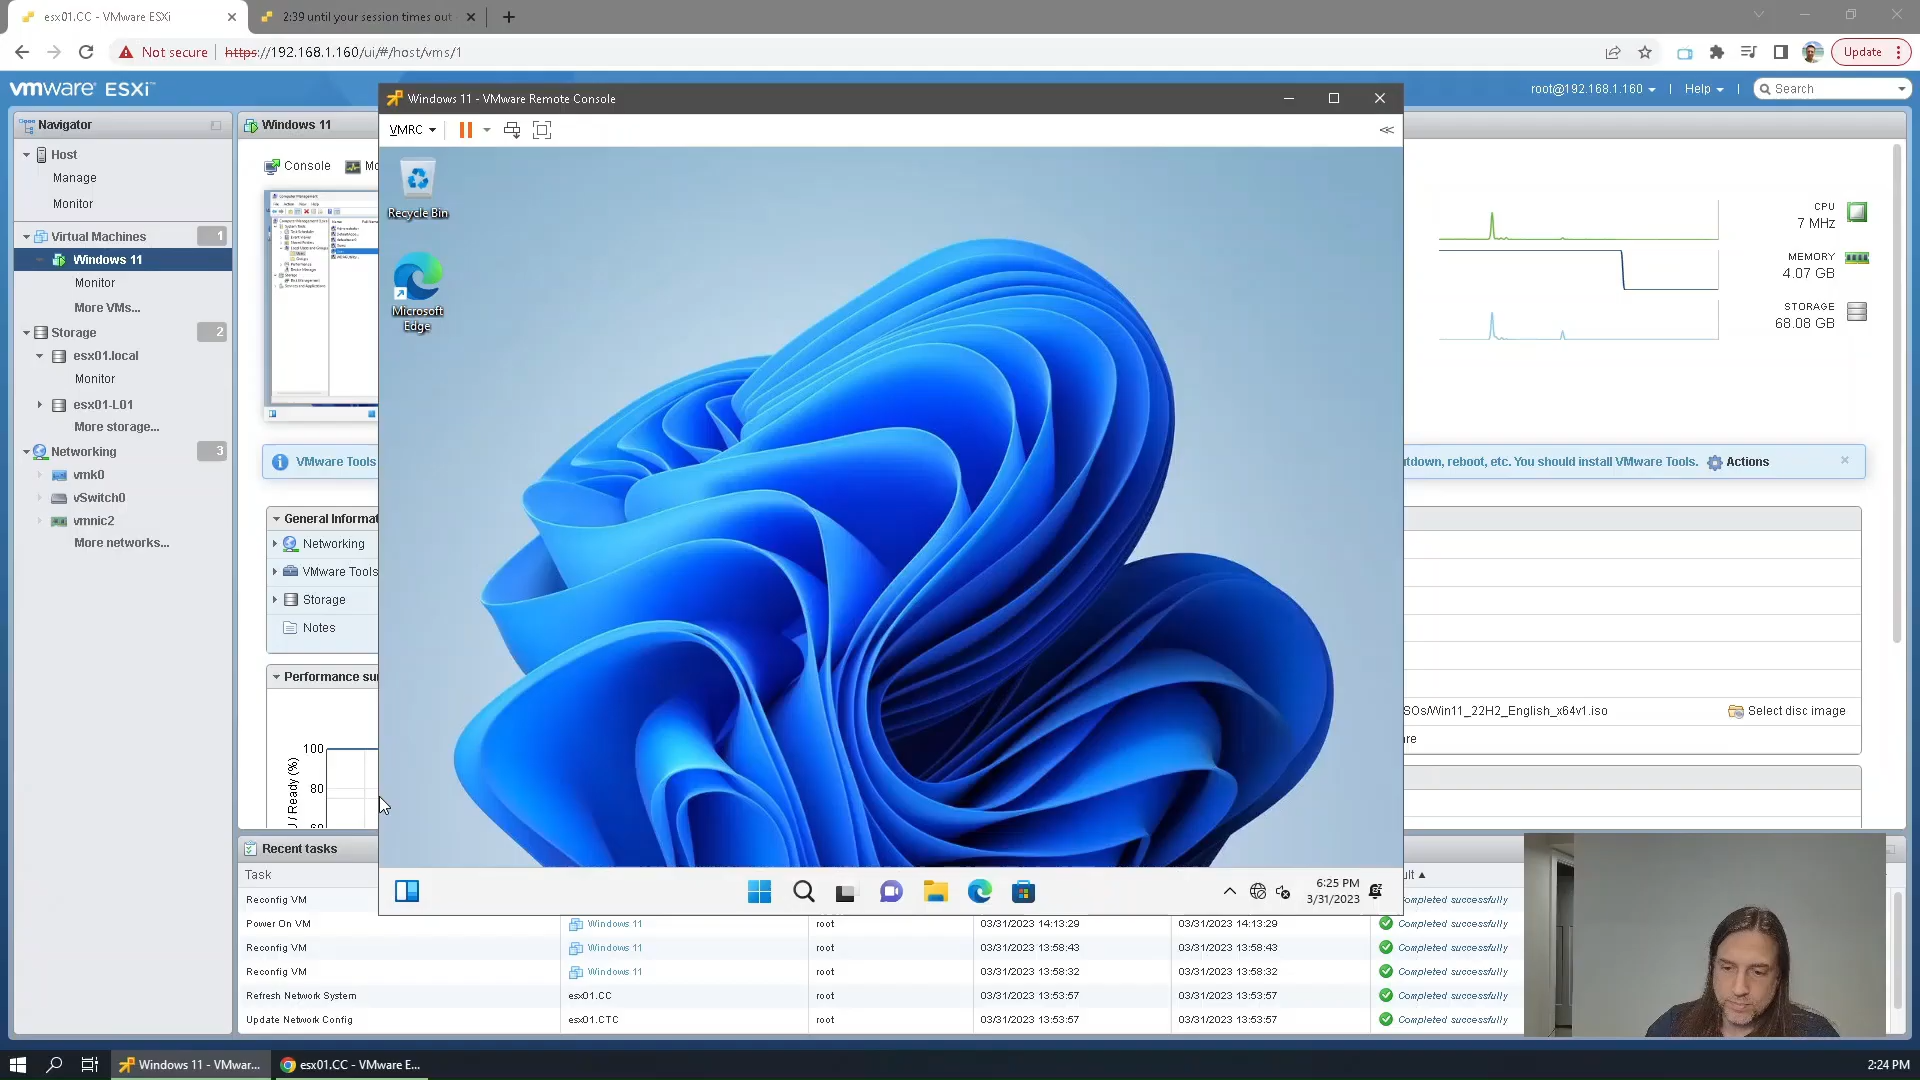 esx01.CC - VMware ESXi
2:39 until your session times out
Not secure
https://192.168.1.160/ui/#/host/vms/1
Update
vmware ESXi™
root@192.168.1.160
Help
Search
Windows 11 - VMware Remote Console
VMRC
Navigator
Host
Manage
Monitor
Virtual Machines 1
Windows 11
Monitor
More VMs...
Storage 2
esx01.local
Monitor
esx01-L01
More storage...
Networking 3
vmk0
vSwitch0
vmnic2
More networks...
Windows 11
Console
Mo
VMware Tools
General Informat
Networking
VMware Tools
Storage
Notes
Performance su
100
80
/ Ready (%)
Recycle Bin
Microsoft
Edge
6:25 PM
3/31/2023
CPU
7 MHz
MEMORY
4.07 GB
STORAGE
68.08 GB
tdown, reboot, etc. You should install VMware Tools. Actions
SOs/Win11_22H2_English_x64v1.iso
Select disc image
are
Recent tasks
Task
ult
Reconfig VM Completed successfully
Power On VM Windows 11 root 03/31/2023 14:13:29 03/31/2023 14:13:29 Completed successfully
Reconfig VM Windows 11 root 03/31/2023 13:58:43 03/31/2023 13:58:43 Completed successfully
Reconfig VM Windows 11 root 03/31/2023 13:58:32 03/31/2023 13:58:32 Completed successfully
Refresh Network System esx01.CC root 03/31/2023 13:53:57 03/31/2023 13:53:57 Completed successfully
Update Network Config esx01.CTC root 03/31/2023 13:53:57 03/31/2023 13:53:57 Completed successfully
Windows 11 - VMwar...
esx01.CC - VMware E...
2:24 PM